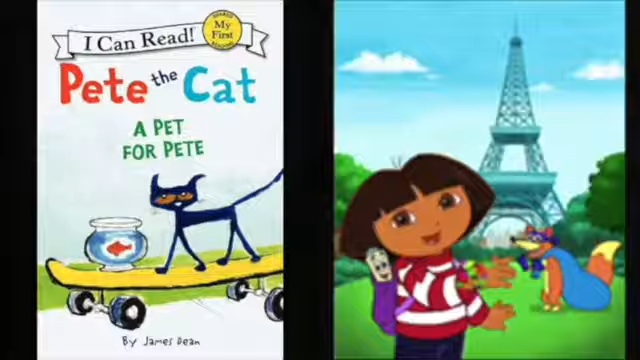 I Can Read!
My
First
Pete the Cat
A PET
FOR PETE
By James Dean